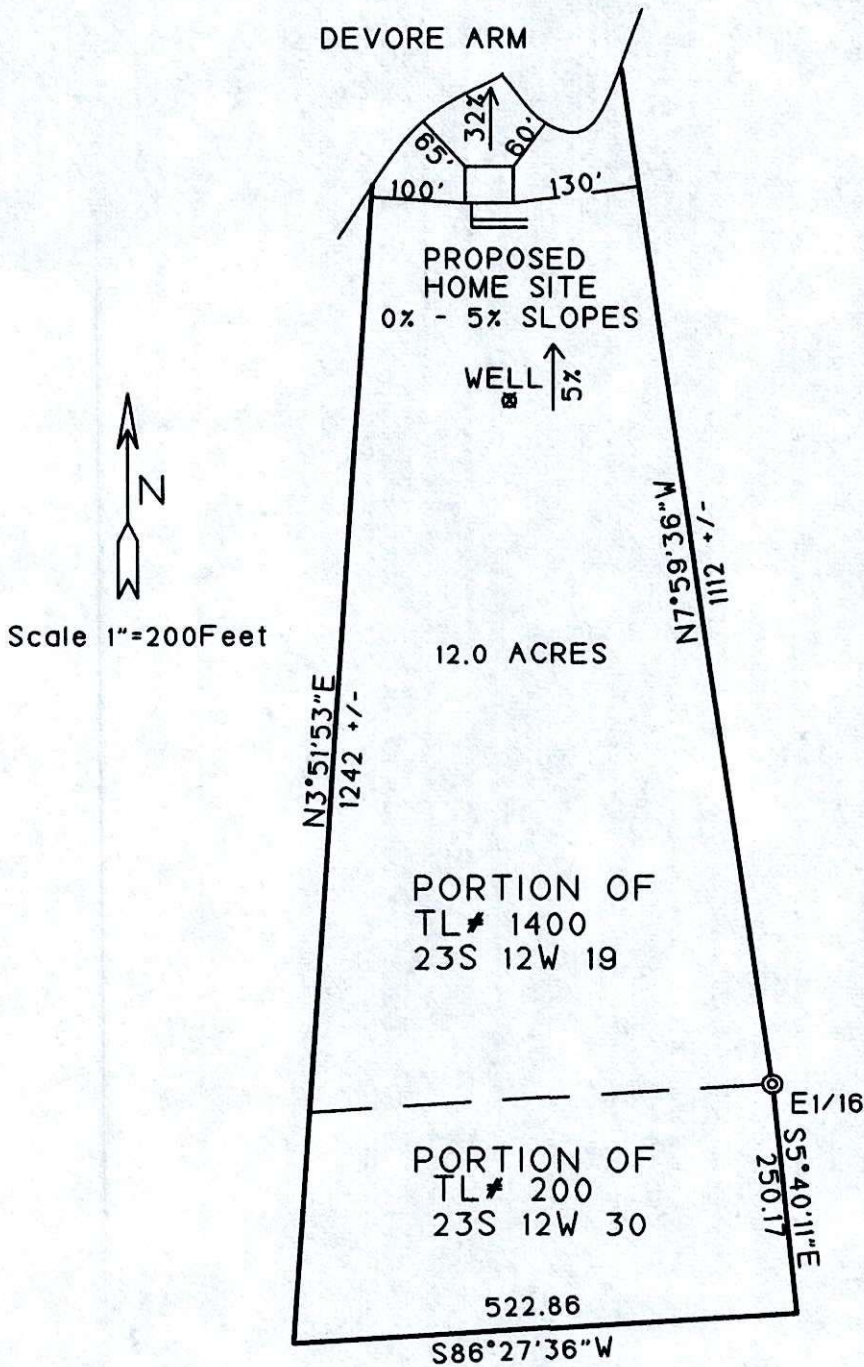 DEVORE ARM
32%
65'
60'
100'
130'
PROPOSED
HOME SITE
0% - 5% SLOPES
WELL
5%
N
Scale 1"=200Feet
N7°59'36"W
1112 +/-
12.0 ACRES
N3°51'53"E
1242 +/-
PORTION OF
TL# 1400
23S 12W 19
E1/16
PORTION OF
TL# 200
23S 12W 30
S5°40'11"E
250.17
522.86
S86°27'36"W